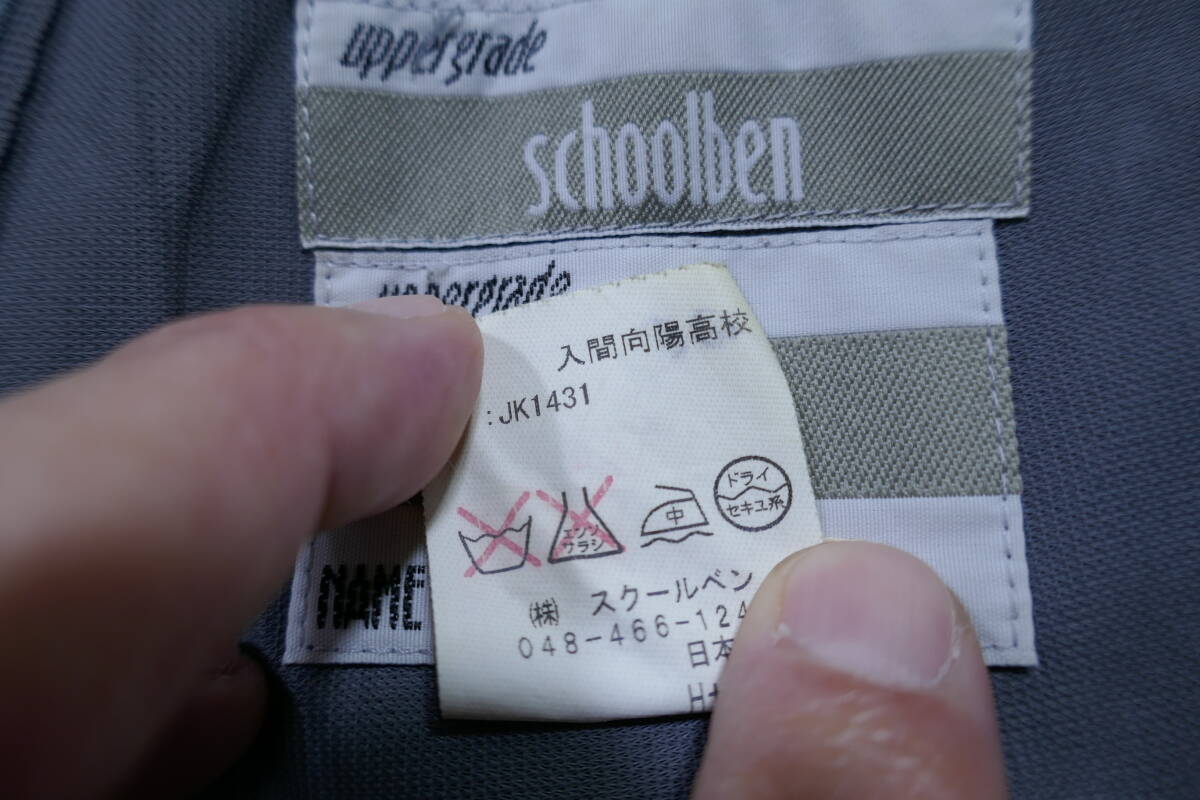 uppergrade
schoolben
uppergrade
入間向陽高校
:JK1431
エンソ
サラシ
中
ドライ
セキユ系
㈱ スクールベン
048-466-124
日本
NAME